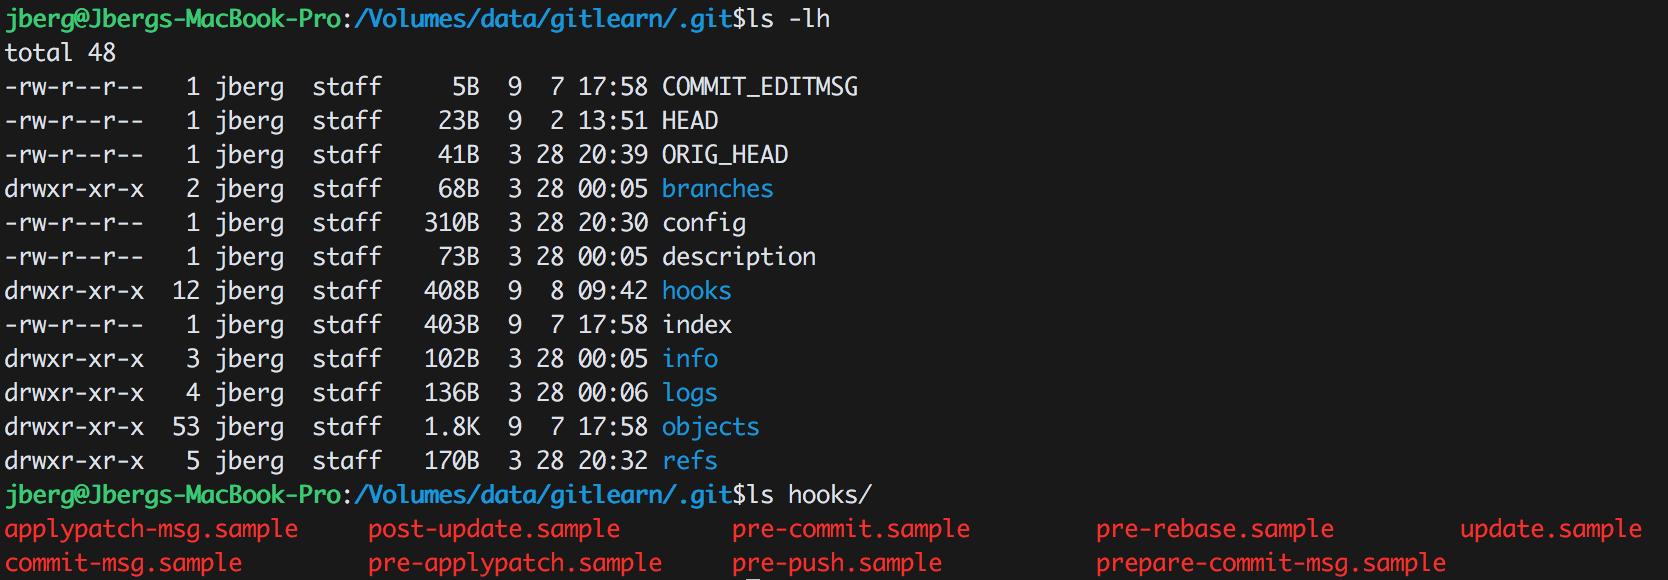 jberg@Jbergs-MacBook-Pro:/Volumes/data/gitlearn/.git$ls -lh
total 48
-rw-r--r--   1 jberg  staff     5B  9  7 17:58 COMMIT_EDITMSG
-rw-r--r--   1 jberg  staff    23B  9  2 13:51 HEAD
-rw-r--r--   1 jberg  staff    41B  3 28 20:39 ORIG_HEAD
drwxr-xr-x   2 jberg  staff    68B  3 28 00:05 branches
-rw-r--r--   1 jberg  staff   310B  3 28 20:30 config
-rw-r--r--   1 jberg  staff    73B  3 28 00:05 description
drwxr-xr-x  12 jberg  staff   408B  9  8 09:42 hooks
-rw-r--r--   1 jberg  staff   403B  9  7 17:58 index
drwxr-xr-x   3 jberg  staff   102B  3 28 00:05 info
drwxr-xr-x   4 jberg  staff   136B  3 28 00:06 logs
drwxr-xr-x  53 jberg  staff   1.8K  9  7 17:58 objects
drwxr-xr-x   5 jberg  staff   170B  3 28 20:32 refs
jberg@Jbergs-MacBook-Pro:/Volumes/data/gitlearn/.git$ls hooks/
applypatch-msg.sample     post-update.sample        pre-commit.sample         pre-rebase.sample         update.sample
commit-msg.sample         pre-applypatch.sample     pre-push.sample           prepare-commit-msg.sample